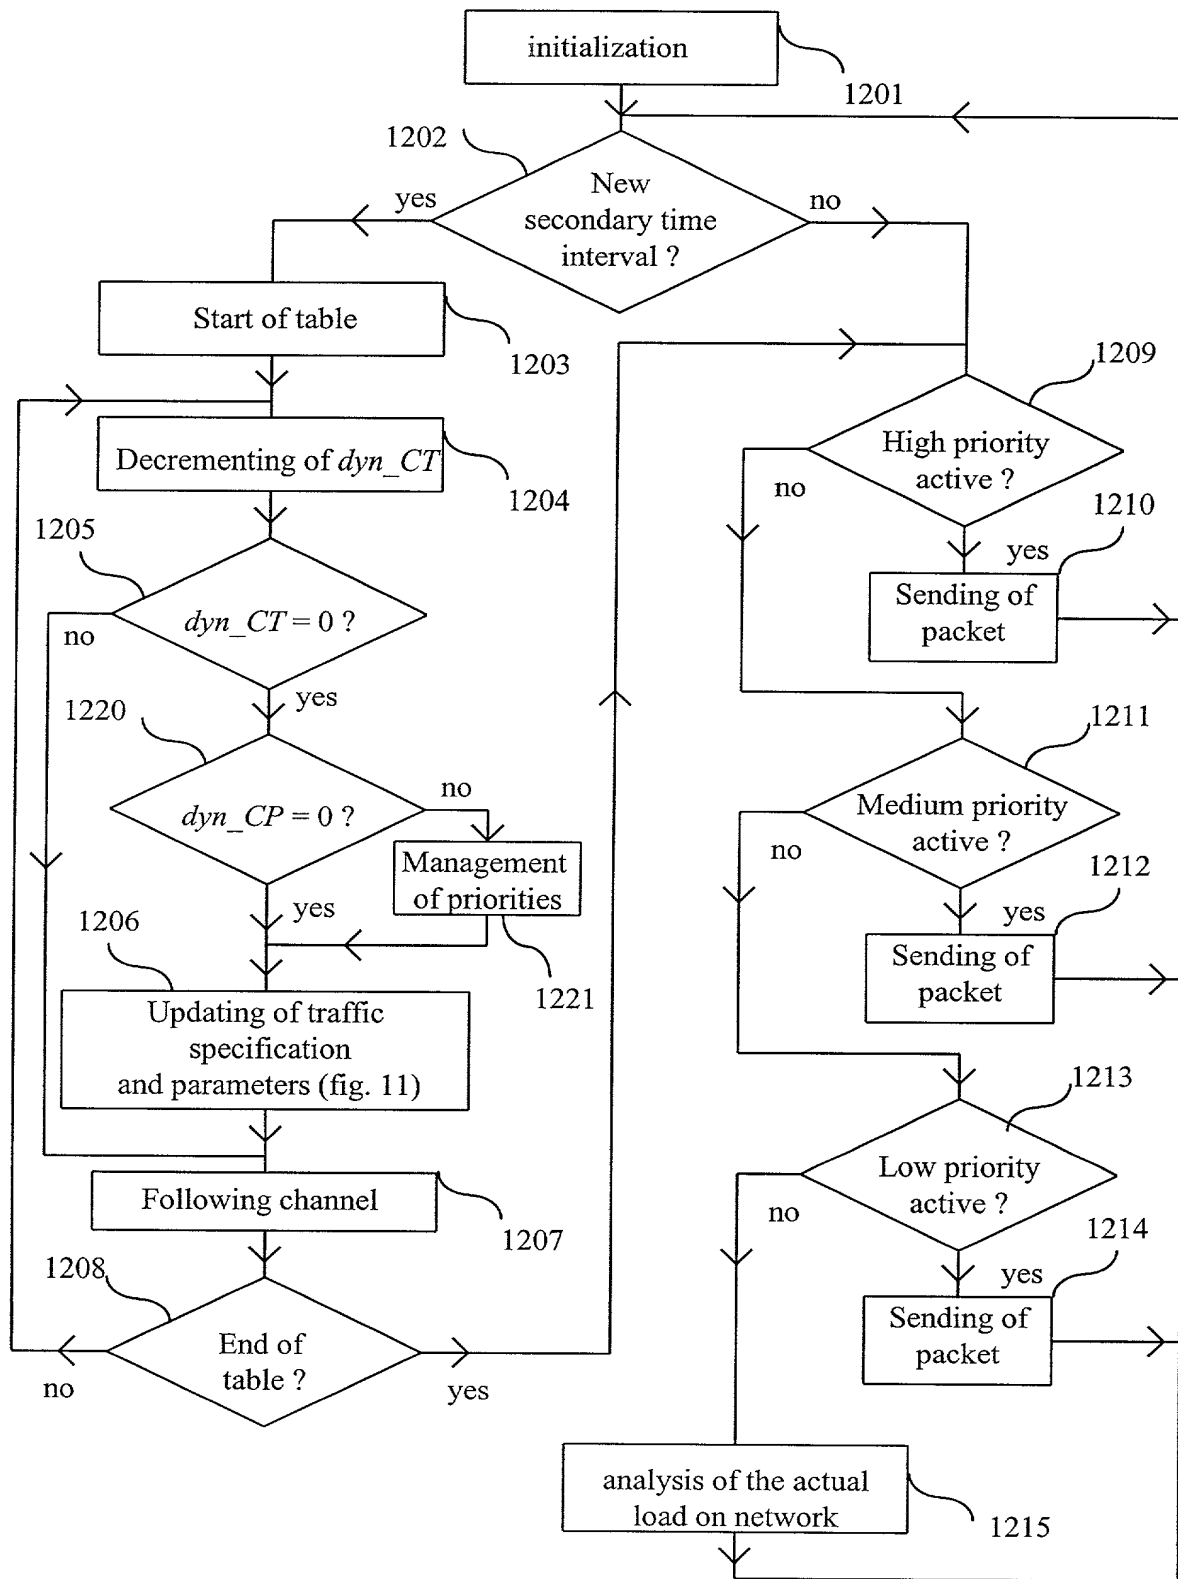 initialization
1201
1202
New
secondary time
interval ?
yes
no
Start of table
1203
Decrementing of dyn_CT
1204
1205
dyn_CT = 0 ?
no
yes
1220
dyn_CP = 0 ?
no
Management
of priorities
1221
yes
1206
Updating of traffic
specification
and parameters (fig. 11)
Following channel
1207
1208
End of
table ?
no
yes
1209
High priority
active ?
no
yes
1210
Sending of
packet
1211
Medium priority
active ?
no
yes
1212
Sending of
packet
1213
Low priority
active ?
no
yes
1214
Sending of
packet
analysis of the actual
load on network
1215